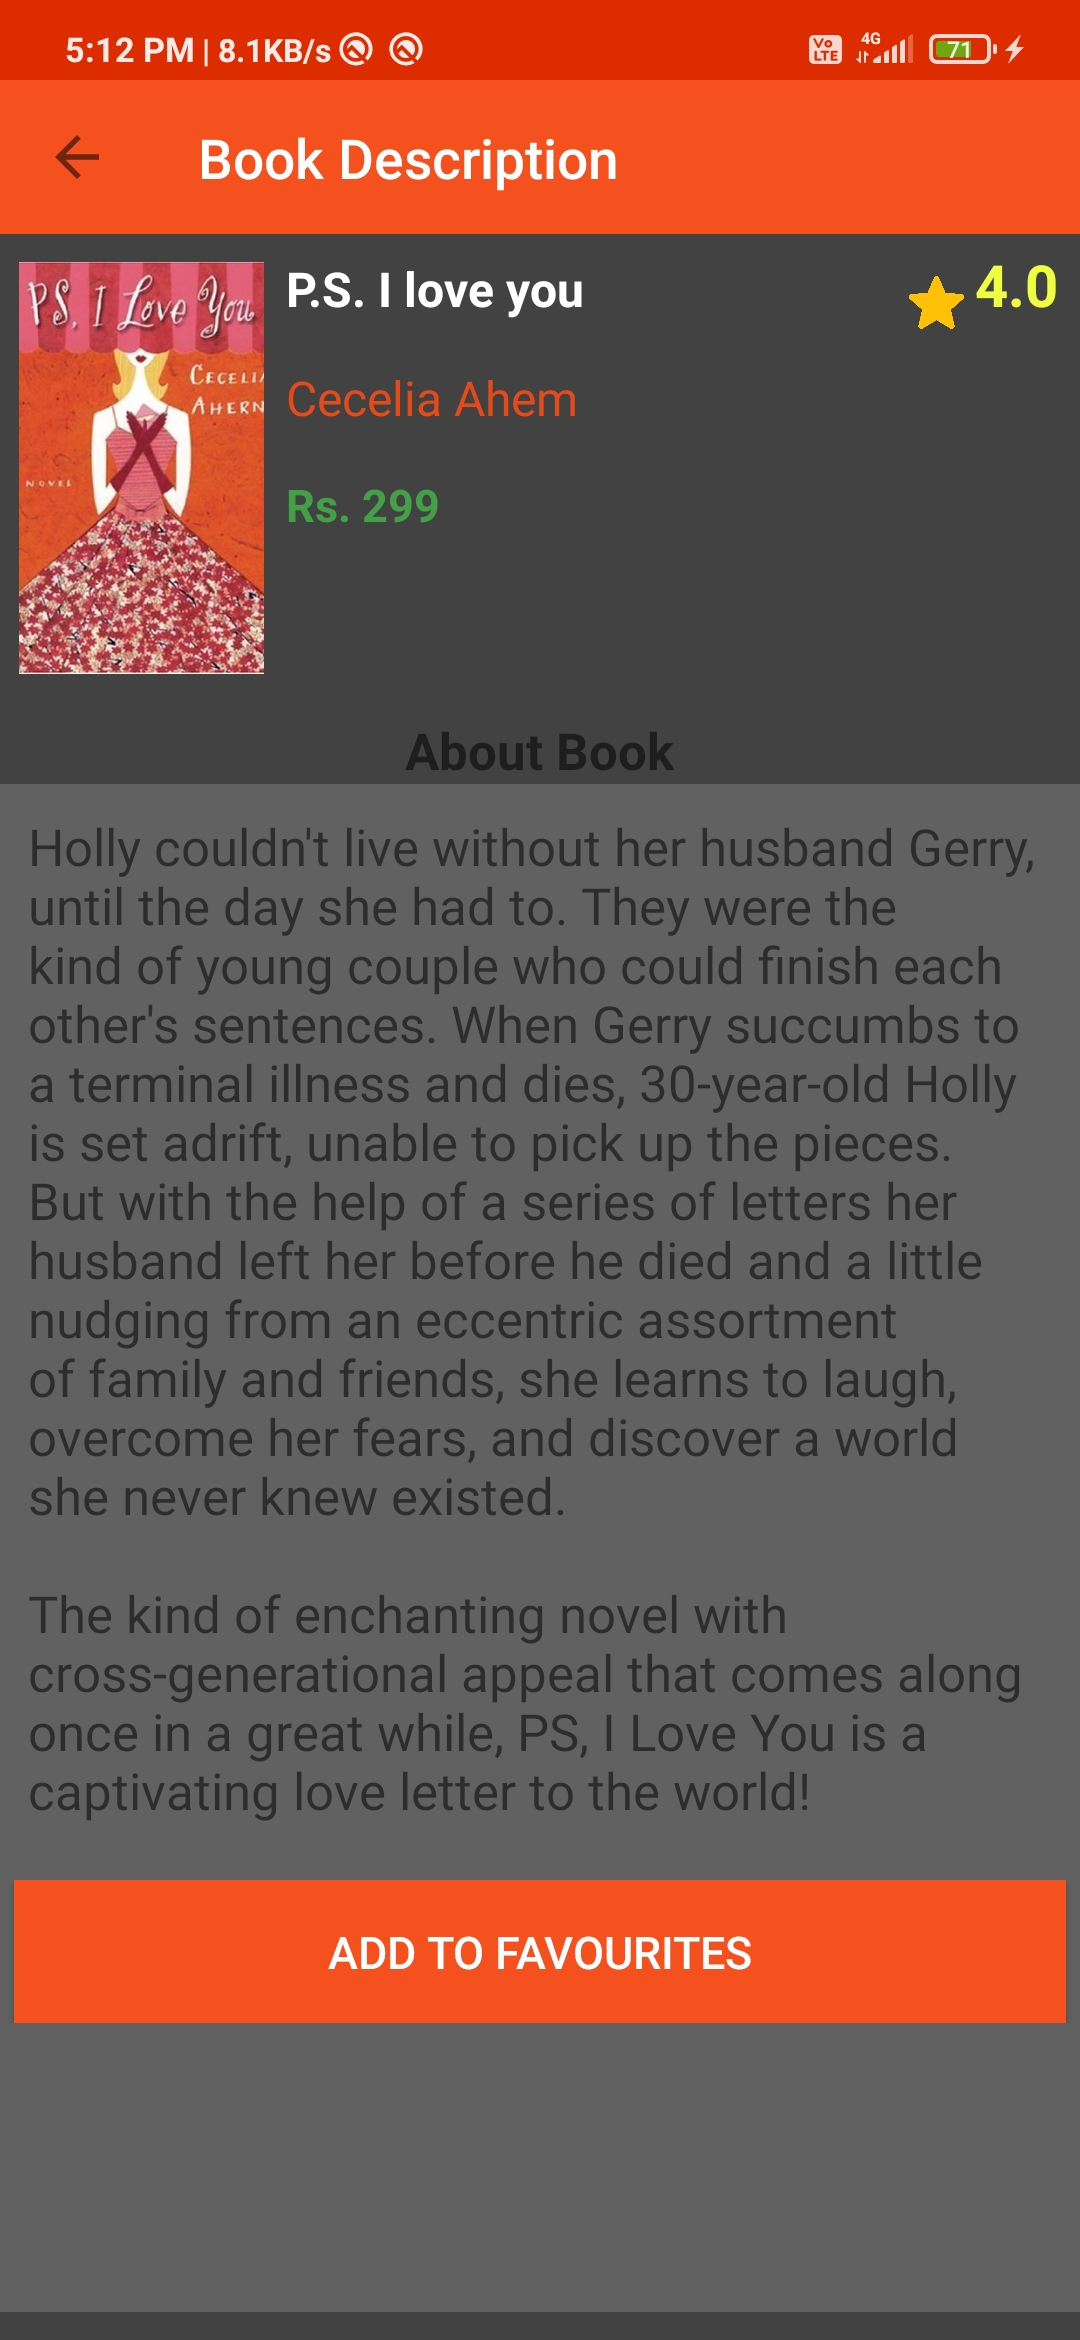 5:12 PM | 8.1KB/s
Vo LTE 4G 71
Book Description
PS, I Love You
CECELIA
AHERN
NOVEL
P.S. I love you
4.0
Cecelia Ahem
Rs. 299
About Book
Holly couldn't live without her husband Gerry,
until the day she had to. They were the
kind of young couple who could finish each
other's sentences. When Gerry succumbs to
a terminal illness and dies, 30-year-old Holly
is set adrift, unable to pick up the pieces.
But with the help of a series of letters her
husband left her before he died and a little
nudging from an eccentric assortment
of family and friends, she learns to laugh,
overcome her fears, and discover a world
she never knew existed.
The kind of enchanting novel with
cross-generational appeal that comes along
once in a great while, PS, I Love You is a
captivating love letter to the world!
ADD TO FAVOURITES